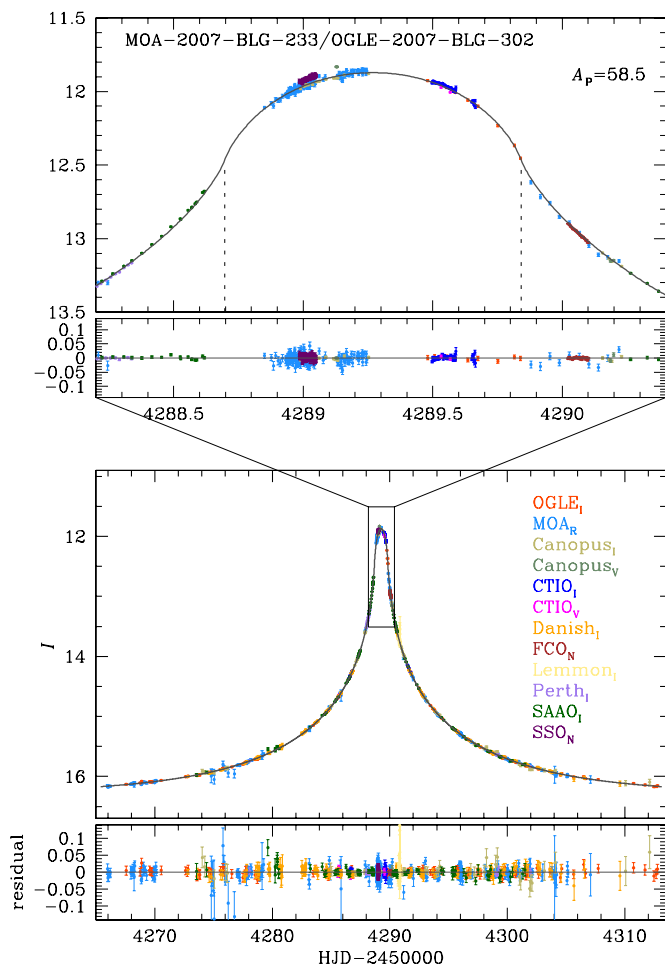 11.5
MOA-2007-BLG-233/OGLE-2007-BLG-302
A_P=58.5
12
12.5
13
13.5
0.1
0.05
0
−0.05
−0.1
4288.5 4289 4289.5 4290
12
14
16
I
OGLE_I
MOA_R
Canopus_I
Canopus_V
CTIO_I
CTIO_V
Danish_I
FCO_N
Lemmon_I
Perth_I
SAAO_I
SSO_N
0.1
0.05
0
−0.05
−0.1
residual
4270 4280 4290 4300 4310
HJD−2450000